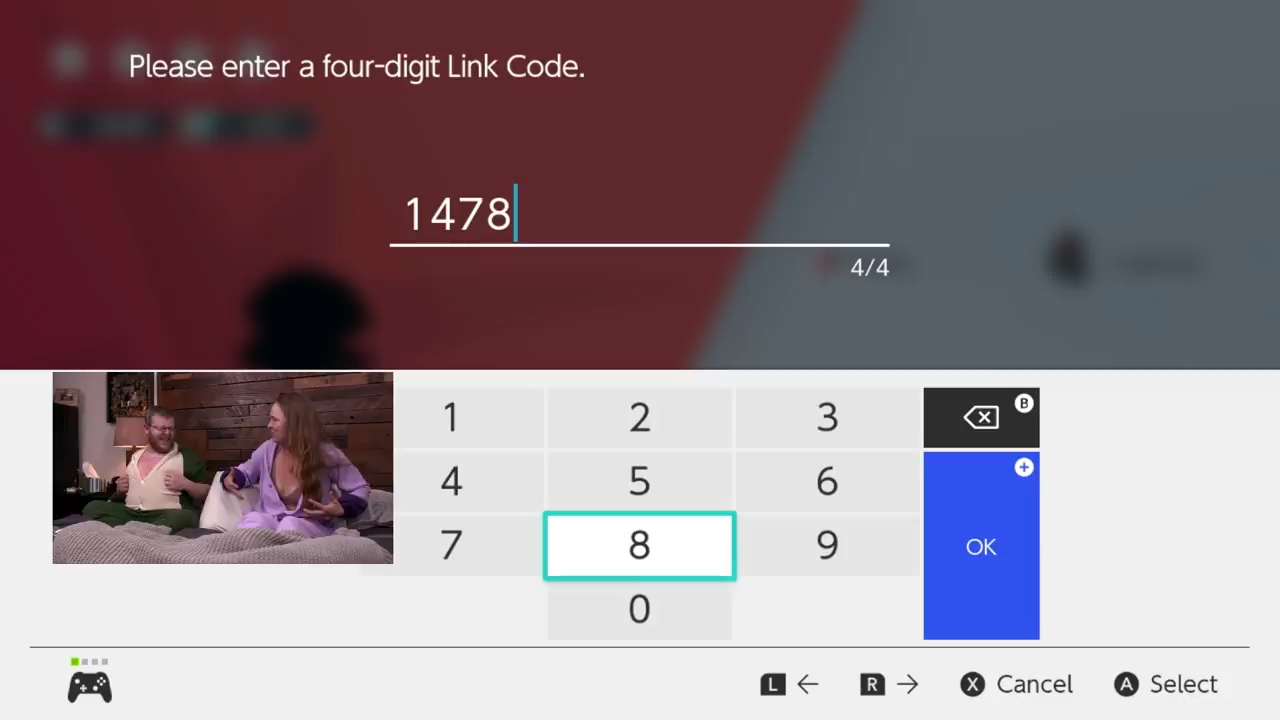 Please enter a four-digit Link Code.
1478
4/4
1 2 3 B
4 5 6 +
7 8 9 OK
0
L ← R → X Cancel A Select